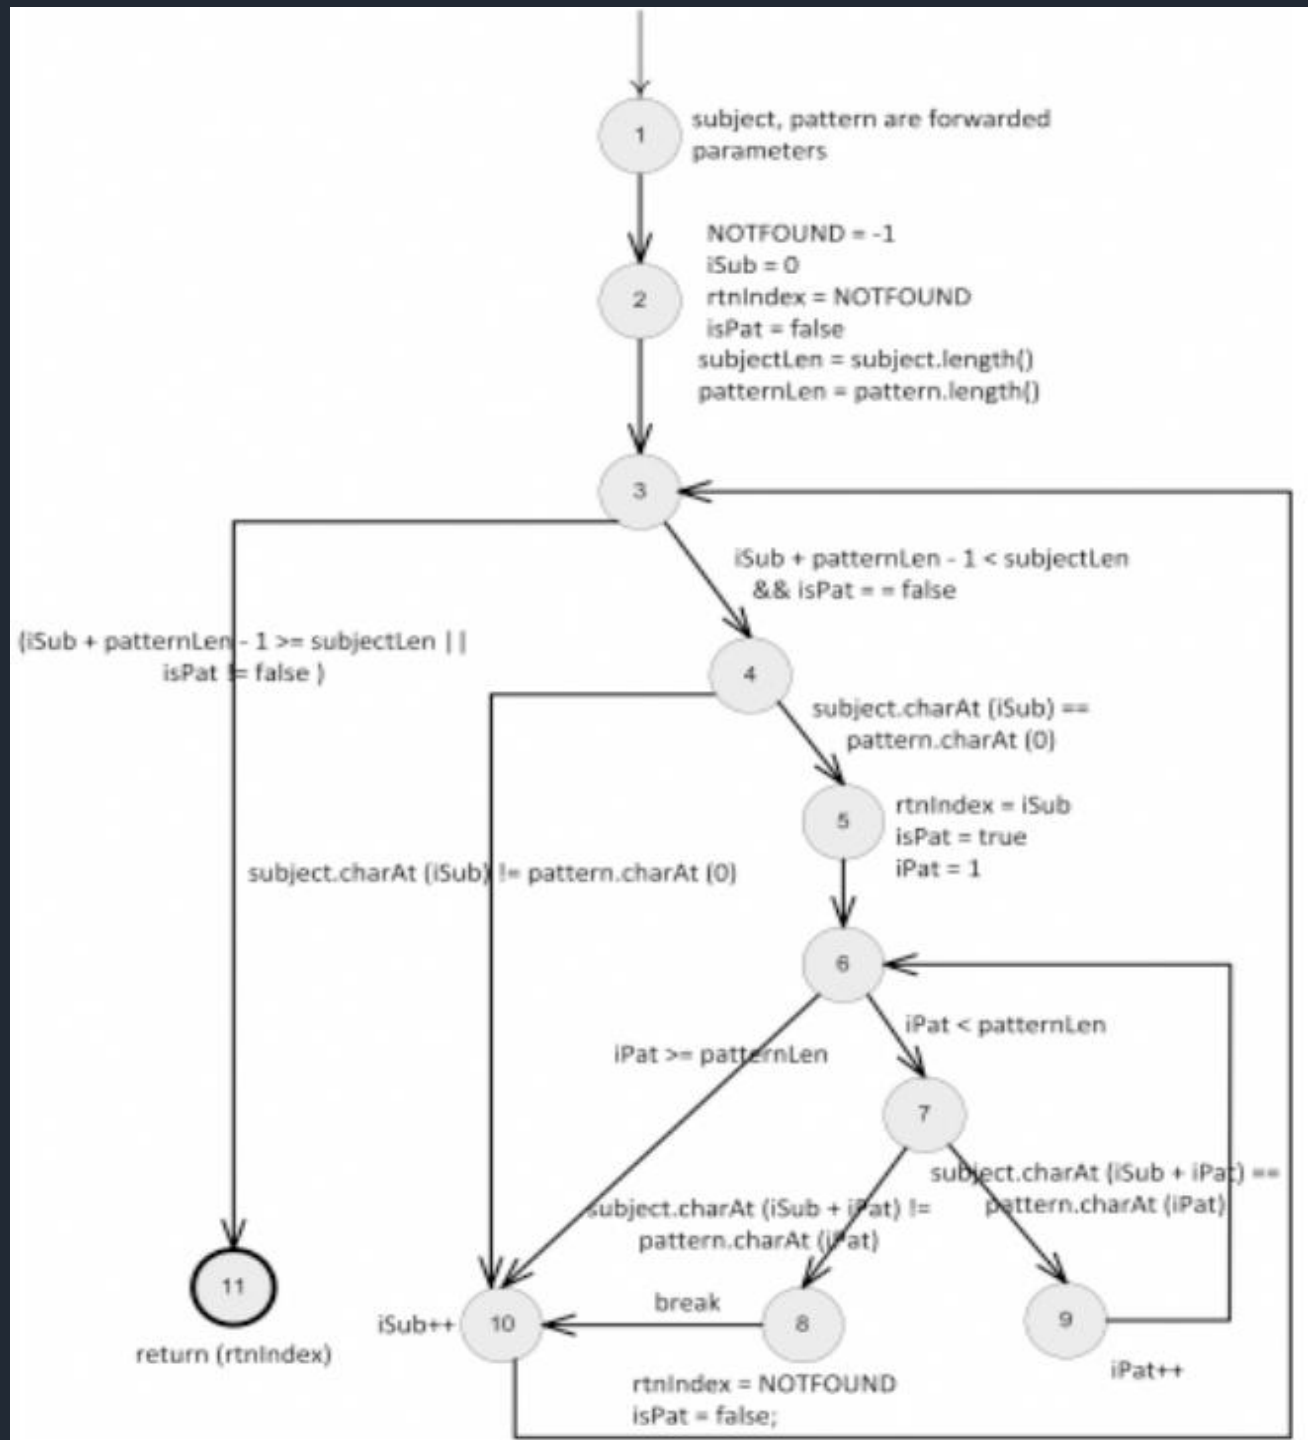 1
subject, pattern are forwarded
parameters
2
NOTFOUND = -1
iSub = 0
rtnIndex = NOTFOUND
isPat = false
subjectLen = subject.length()
patternLen = pattern.length()
3
iSub + patternLen - 1 < subjectLen
&& isPat = = false
(iSub + patternLen - 1 >= subjectLen ||
isPat != false )
4
subject.charAt (iSub) ==
pattern.charAt (0)
5
rtnIndex = iSub
isPat = true
iPat = 1
subject.charAt (iSub) != pattern.charAt (0)
6
iPat < patternLen
iPat >= patternLen
7
subject.charAt (iSub + iPat) ==
pattern.charAt (iPat)
subject.charAt (iSub + iPat) !=
pattern.charAt (iPat)
11
return (rtnIndex)
iSub++
10
break
8
rtnIndex = NOTFOUND
isPat = false;
9
iPat++